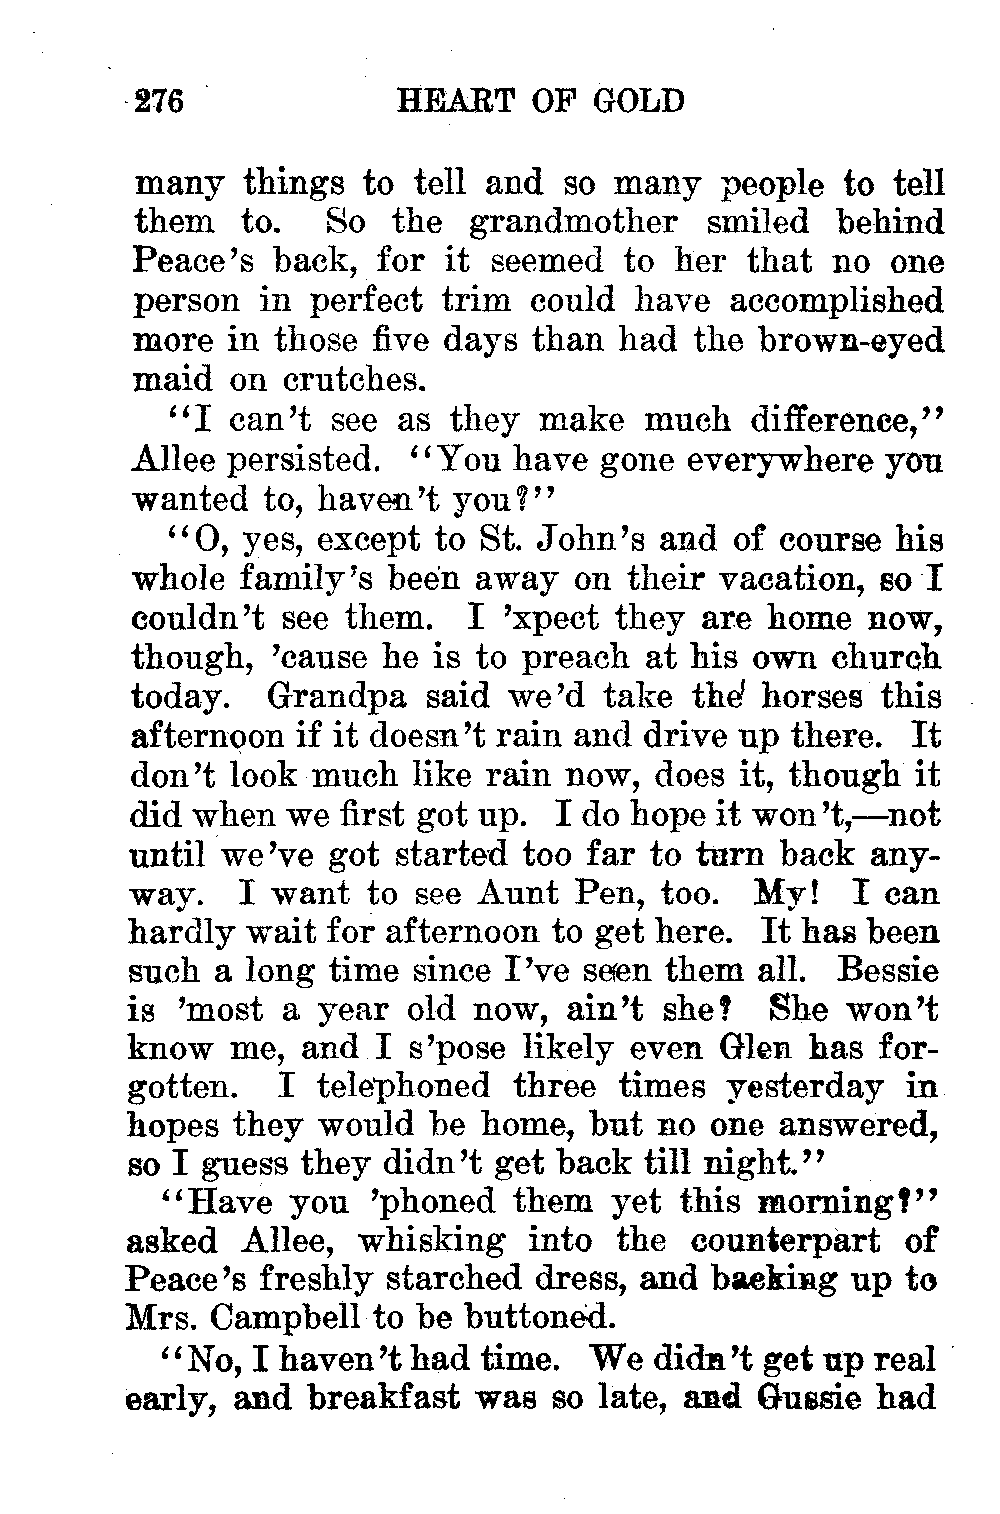 276 HEART OF GOLD
many things to tell and so many people to tell
them to. So the grandmother smiled behind
Peace's back, for it seemed to her that no one
person in perfect trim could have accomplished
more in those five days than had the brown-eyed
maid on crutches.
"I can't see as they make much difference,"
Allee persisted. "You have gone everywhere you
wanted to, haven't you?"
"O, yes, except to St. John's and of course his
whole family's been away on their vacation, so I
couldn't see them. I 'xpect they are home now,
though, 'cause he is to preach at his own church
today. Grandpa said we'd take the horses this
afternoon if it doesn't rain and drive up there. It
don't look much like rain now, does it, though it
did when we first got up. I do hope it won't,—not
until we've got started too far to turn back any-
way. I want to see Aunt Pen, too. My! I can
hardly wait for afternoon to get here. It has been
such a long time since I've seen them all. Bessie
is 'most a year old now, ain't she? She won't
know me, and I s'pose likely even Glen has for-
gotten. I telephoned three times yesterday in
hopes they would be home, but no one answered,
so I guess they didn't get back till night."
"Have you 'phoned them yet this morning?"
asked Allee, whisking into the counterpart of
Peace's freshly starched dress, and backing up to
Mrs. Campbell to be buttoned.
"No, I haven't had time. We didn't get up real
early, and breakfast was so late, and Gussie had